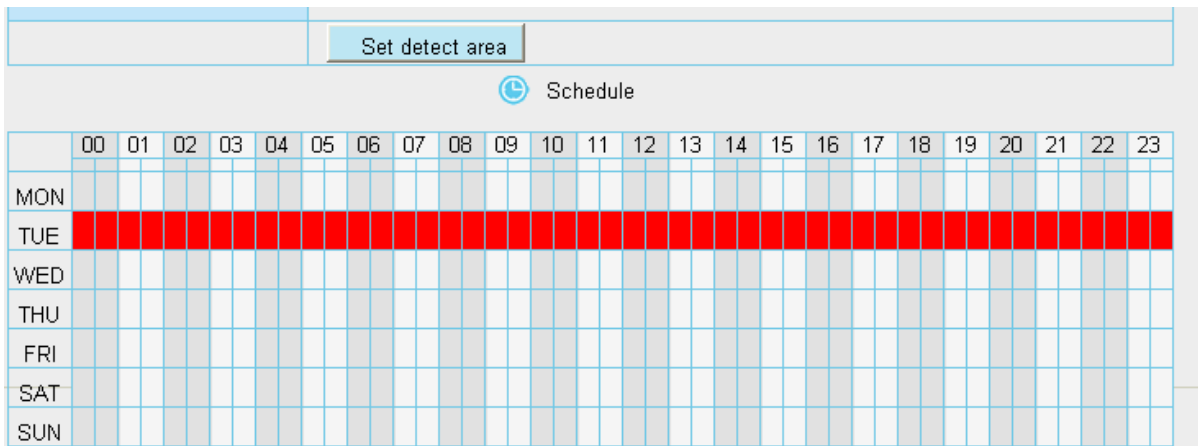 Set detect area
Schedule
00 01 02 03 04 05 06 07 08 09 10 11 12 13 14 15 16 17 18 19 20 21 22 23
MON
TUE
WED
THU
FRI
SAT
SUN